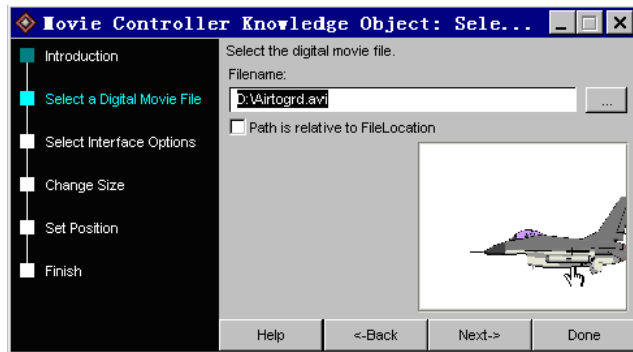 Movie Controller Knowledge Object: Sele...
Introduction
Select a Digital Movie File
Select Interface Options
Change Size
Set Position
Finish
Select the digital movie file.
Filename:
D:\Airtogrd.avi
...
Path is relative to FileLocation
Help
<-Back
Next->
Done